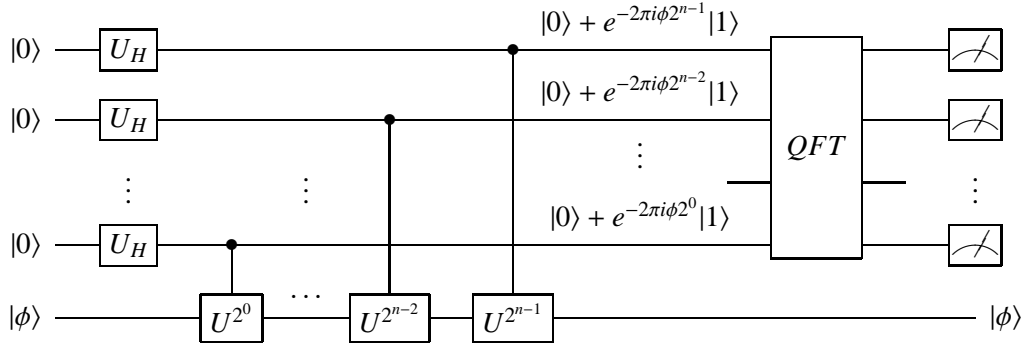 |0⟩ U_H |0⟩ + e^{-2πiϕ2^{n-1}}|1⟩
|0⟩ U_H |0⟩ + e^{-2πiϕ2^{n-2}}|1⟩
QFT
⋮ ⋮ ⋮ ⋮
|0⟩ U_H |0⟩ + e^{-2πiϕ2^0}|1⟩
|ϕ⟩ U^{2^0} ⋯ U^{2^{n-2}} U^{2^{n-1}} |ϕ⟩